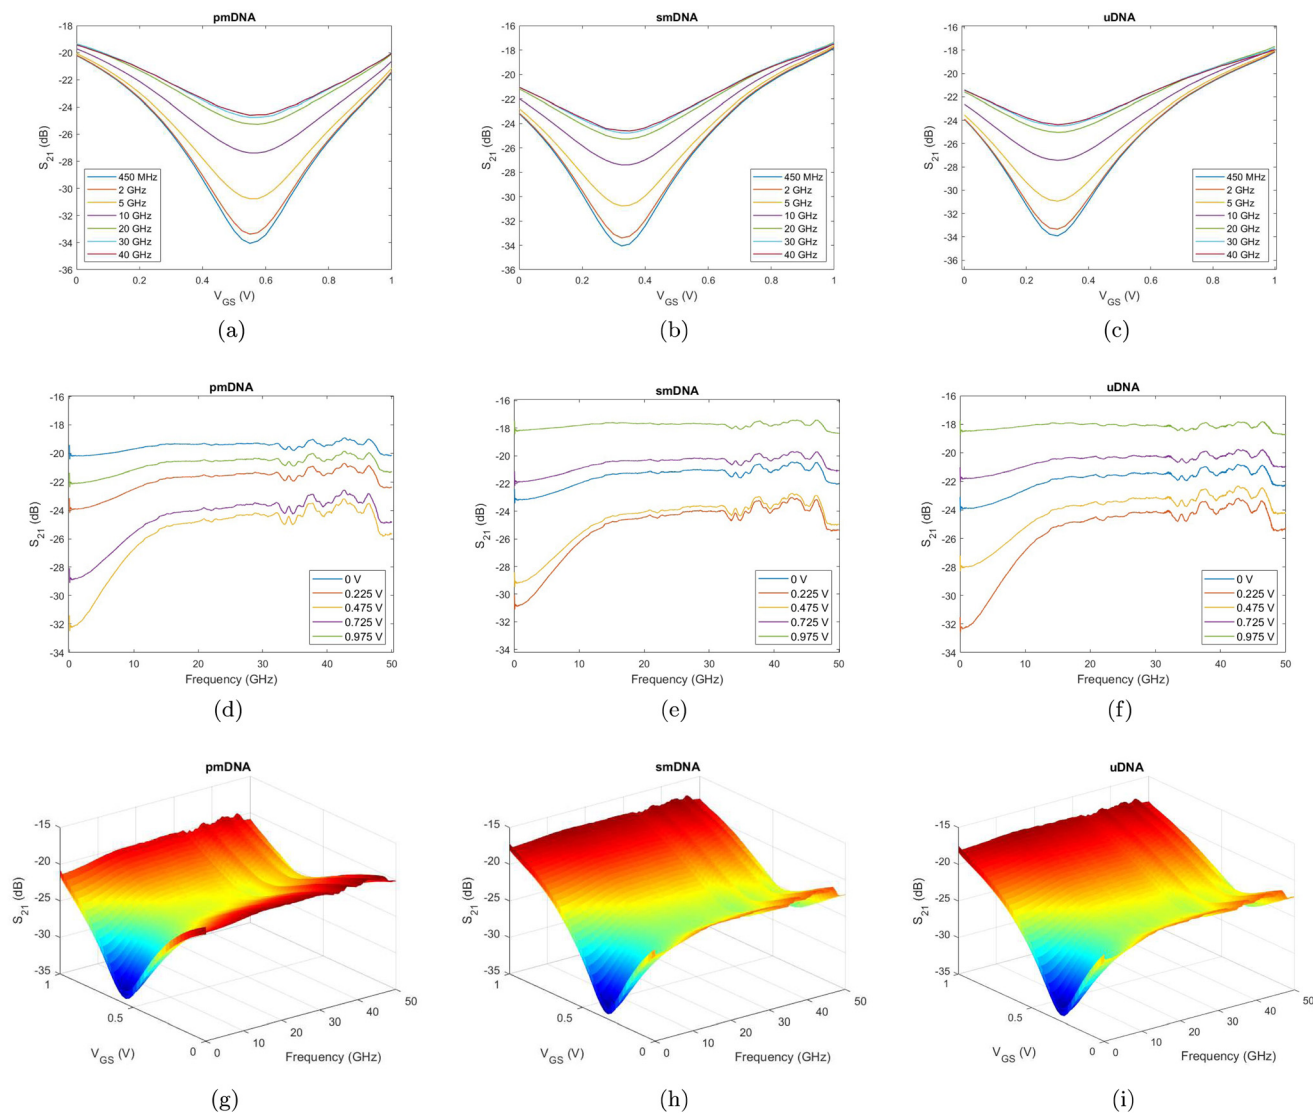 pmDNA
-18
-20
-22
-24
-26
-28
-30
-32
-34
-36
S21 (dB)
450 MHz
2 GHz
5 GHz
10 GHz
20 GHz
30 GHz
40 GHz
0 0.2 0.4 0.6 0.8 1
VGS (V)
(a)
smDNA
-16
-18
-20
-22
-24
-26
-28
-30
-32
-34
-36
S21 (dB)
450 MHz
2 GHz
5 GHz
10 GHz
20 GHz
30 GHz
40 GHz
0 0.2 0.4 0.6 0.8 1
VGS (V)
(b)
uDNA
-16
-18
-20
-22
-24
-26
-28
-30
-32
-34
-36
S21 (dB)
450 MHz
2 GHz
5 GHz
10 GHz
20 GHz
30 GHz
40 GHz
0 0.2 0.4 0.6 0.8 1
VGS (V)
(c)
pmDNA
-16
-18
-20
-22
-24
-26
-28
-30
-32
-34
S21 (dB)
0 V
0.225 V
0.475 V
0.725 V
0.975 V
0 10 20 30 40 50
Frequency (GHz)
(d)
smDNA
-16
-18
-20
-22
-24
-26
-28
-30
-32
-34
S21 (dB)
0 V
0.225 V
0.475 V
0.725 V
0.975 V
0 10 20 30 40 50
Frequency (GHz)
(e)
uDNA
-16
-18
-20
-22
-24
-26
-28
-30
-32
-34
S21 (dB)
0 V
0.225 V
0.475 V
0.725 V
0.975 V
0 10 20 30 40 50
Frequency (GHz)
(f)
pmDNA
-15
-20
-25
-30
-35
S21 (dB)
1 0.5 0
VGS (V)
0 10 20 30 40 50
Frequency (GHz)
(g)
smDNA
-15
-20
-25
-30
-35
S21 (dB)
1 0.5 0
VGS (V)
0 10 20 30 40 50
Frequency (GHz)
(h)
uDNA
-15
-20
-25
-30
-35
S21 (dB)
1 0.5 0
VGS (V)
0 10 20 30 40 50
Frequency (GHz)
(i)